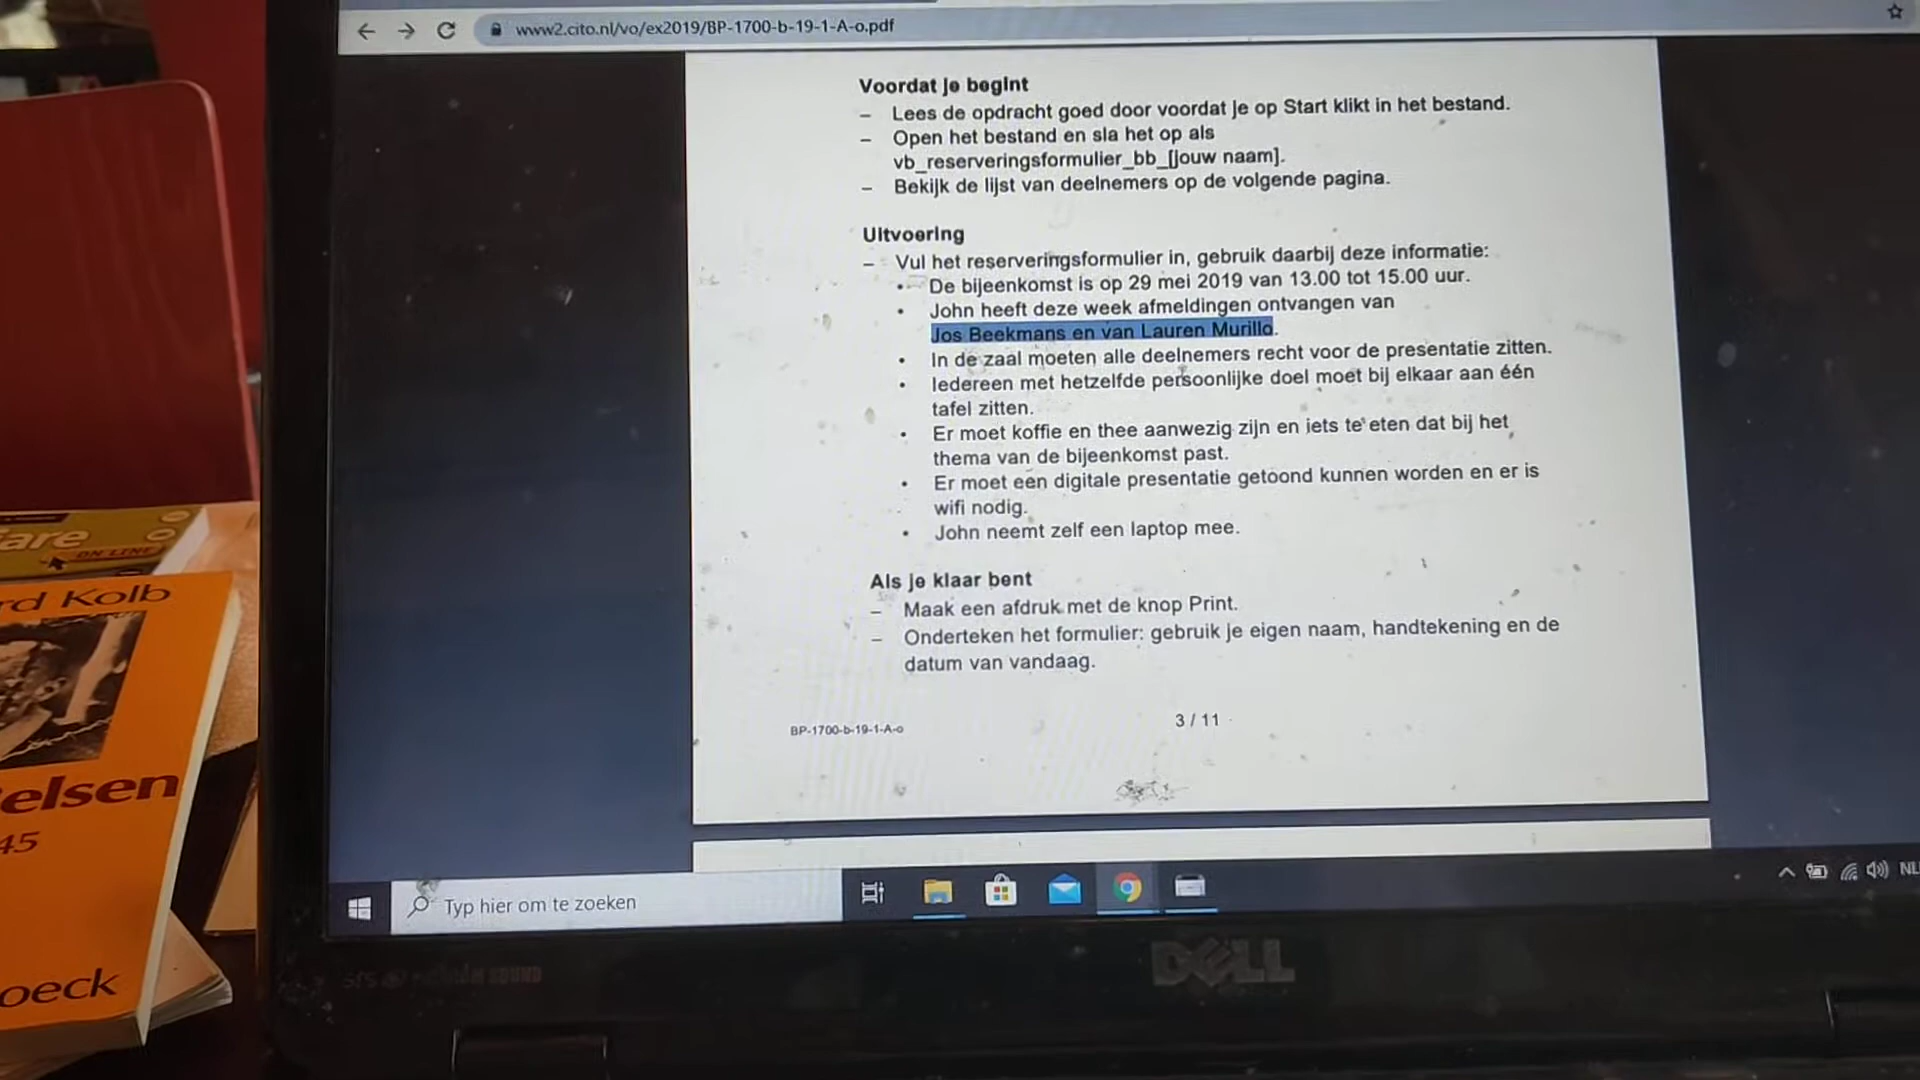 www2.cito.nl/vo/ex2019/BP-1700-b-19-1-A-o.pdf
Voordat je begint
– Lees de opdracht goed door voordat je op Start klikt in het bestand.
– Open het bestand en sla het op als
vb_reserveringsformulier_bb_[jouw naam].
– Bekijk de lijst van deelnemers op de volgende pagina.
Uitvoering
– Vul het reserveringsformulier in, gebruik daarbij deze informatie:
• De bijeenkomst is op 29 mei 2019 van 13.00 tot 15.00 uur.
• John heeft deze week afmeldingen ontvangen van
Jos Beekmans en van Lauren Murillo.
• In de zaal moeten alle deelnemers recht voor de presentatie zitten.
• Iedereen met hetzelfde persoonlijke doel moet bij elkaar aan één
tafel zitten.
• Er moet koffie en thee aanwezig zijn en iets te eten dat bij het
thema van de bijeenkomst past.
• Er moet een digitale presentatie getoond kunnen worden en er is
wifi nodig.
• John neemt zelf een laptop mee.
Als je klaar bent
– Maak een afdruk met de knop Print.
– Onderteken het formulier: gebruik je eigen naam, handtekening en de
datum van vandaag.
BP-1700-b-19-1-A-o
3 / 11
Typ hier om te zoeken
DELL
are
ON LINE
rd Kolb
elsen
45
oeck